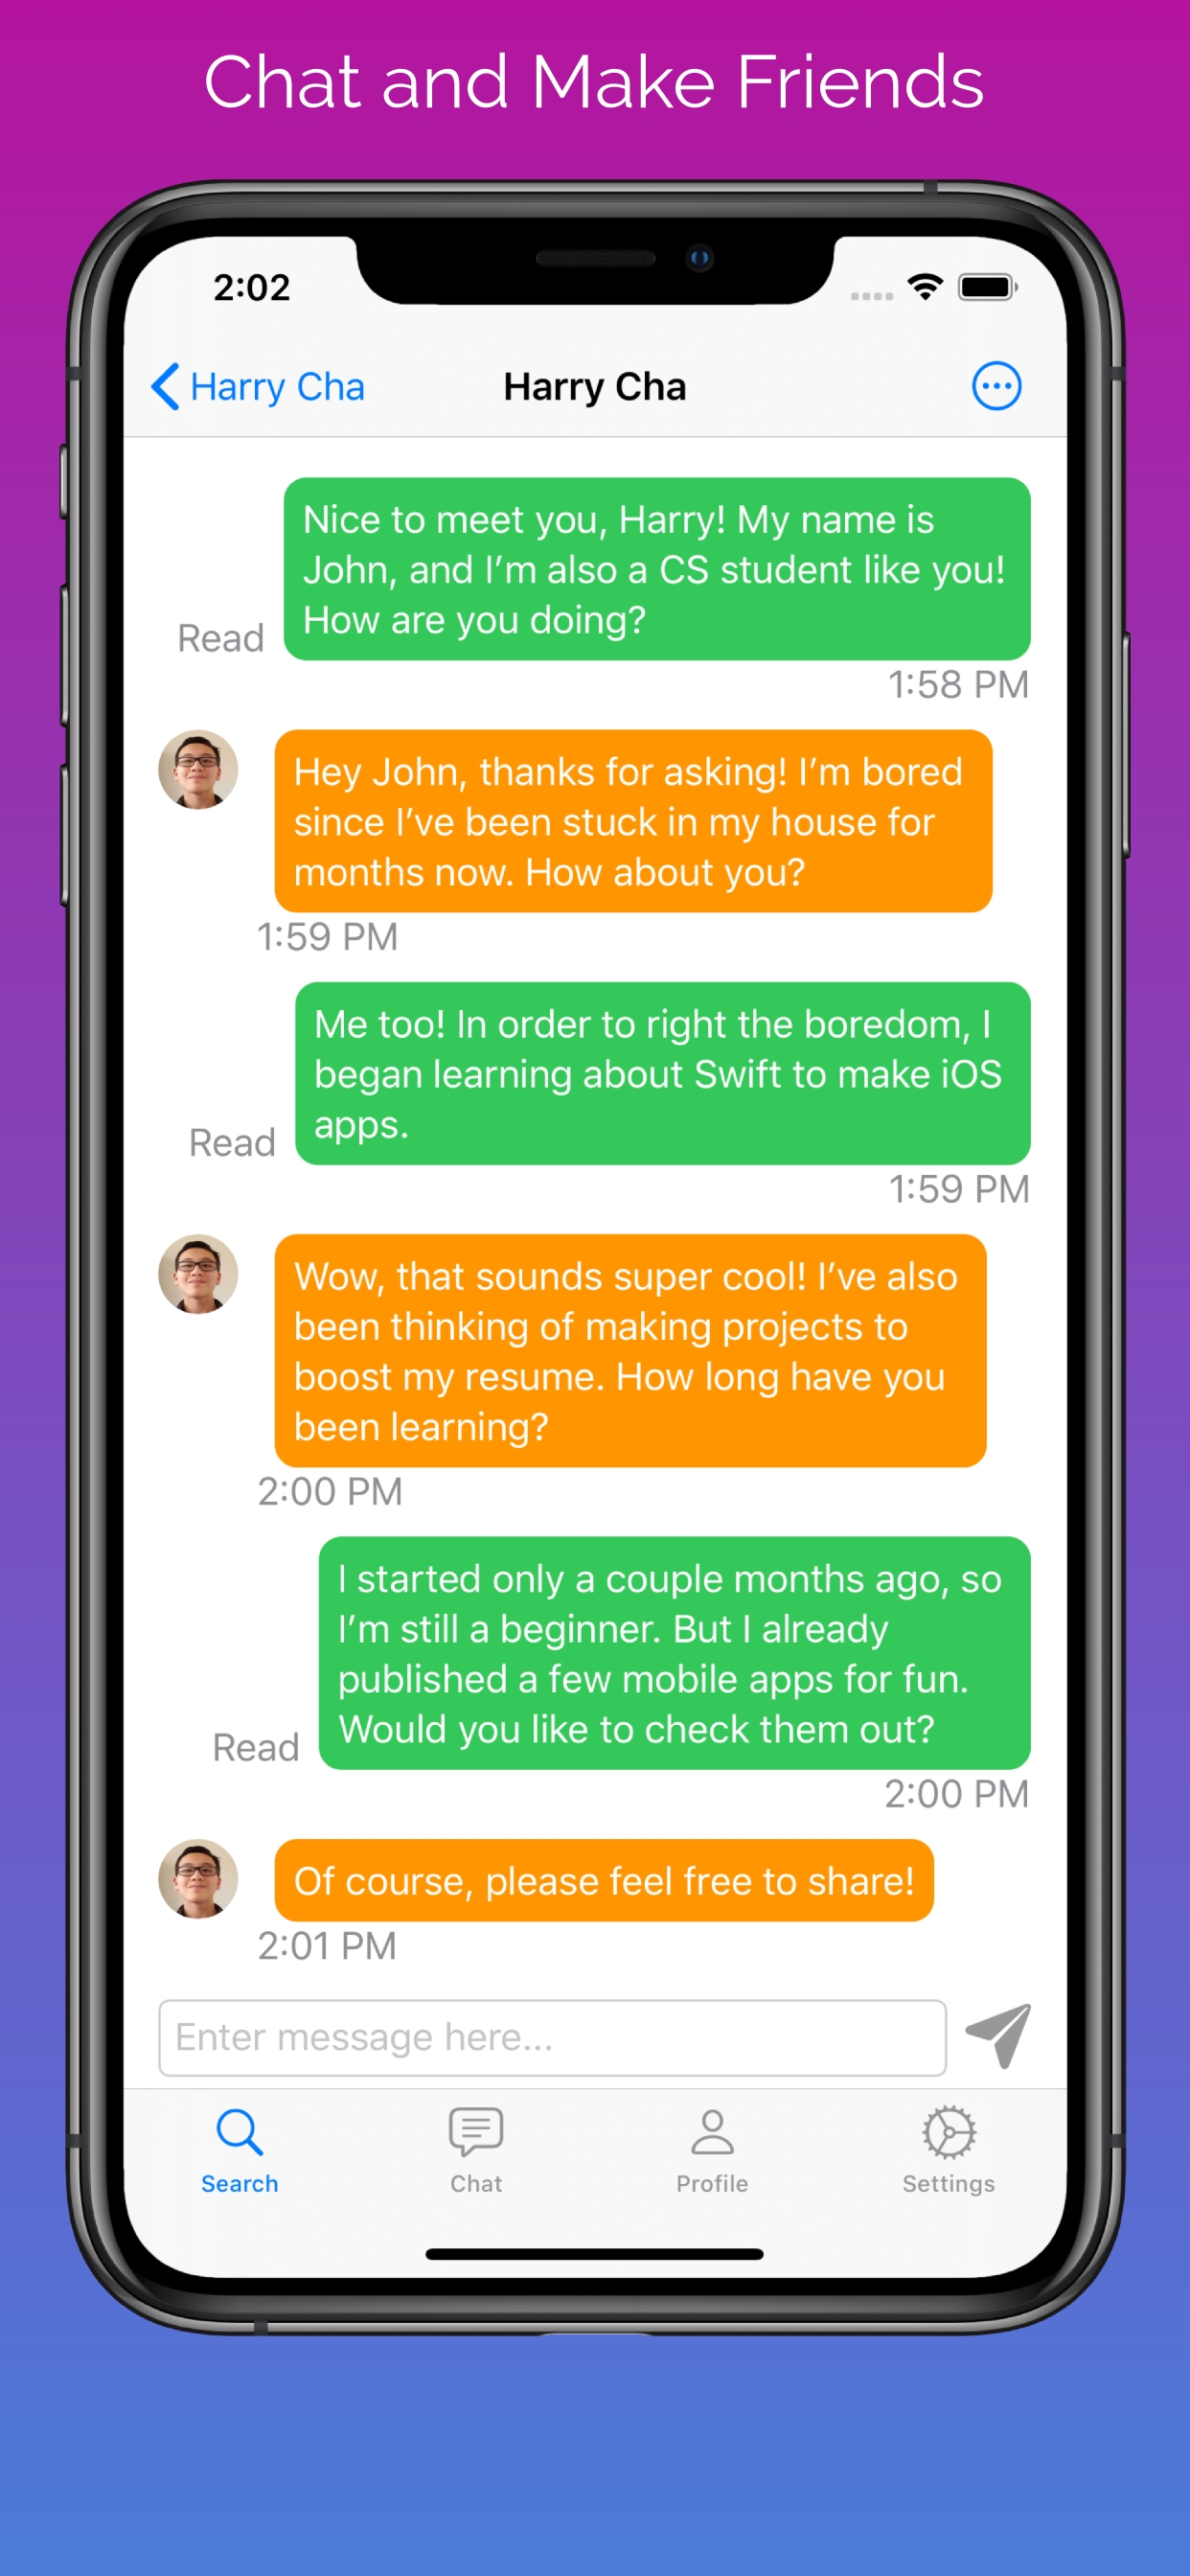 Chat and Make Friends
2:02
Harry Cha
Harry Cha
Nice to meet you, Harry! My name is
John, and I'm also a CS student like you!
How are you doing?
Read
1:58 PM
Hey John, thanks for asking! I'm bored
since I've been stuck in my house for
months now. How about you?
1:59 PM
Me too! In order to right the boredom, I
began learning about Swift to make iOS
apps.
Read
1:59 PM
Wow, that sounds super cool! I've also
been thinking of making projects to
boost my resume. How long have you
been learning?
2:00 PM
I started only a couple months ago, so
I'm still a beginner. But I already
published a few mobile apps for fun.
Would you like to check them out?
Read
2:00 PM
Of course, please feel free to share!
2:01 PM
Enter message here...
Search
Chat
Profile
Settings